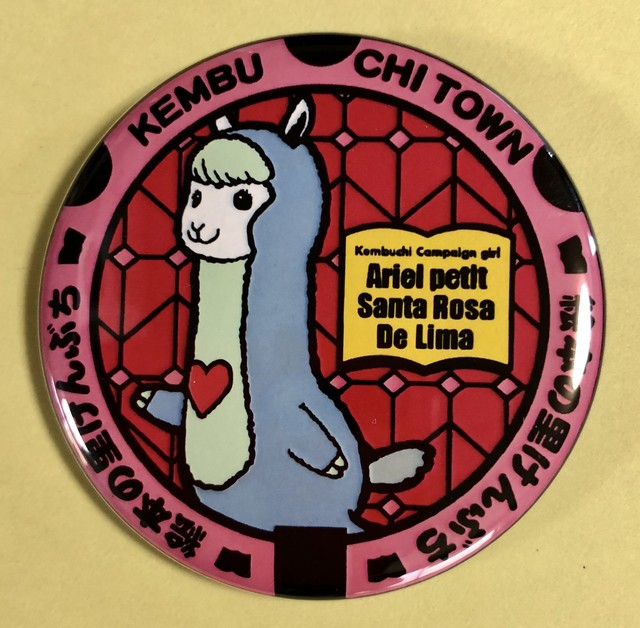 KEMBU
CHI TOWN
Kembuchi Campaign girl
Ariel petit
Santa Rosa
De Lima
絵本の里けんぶち
絵本の里けんぶち